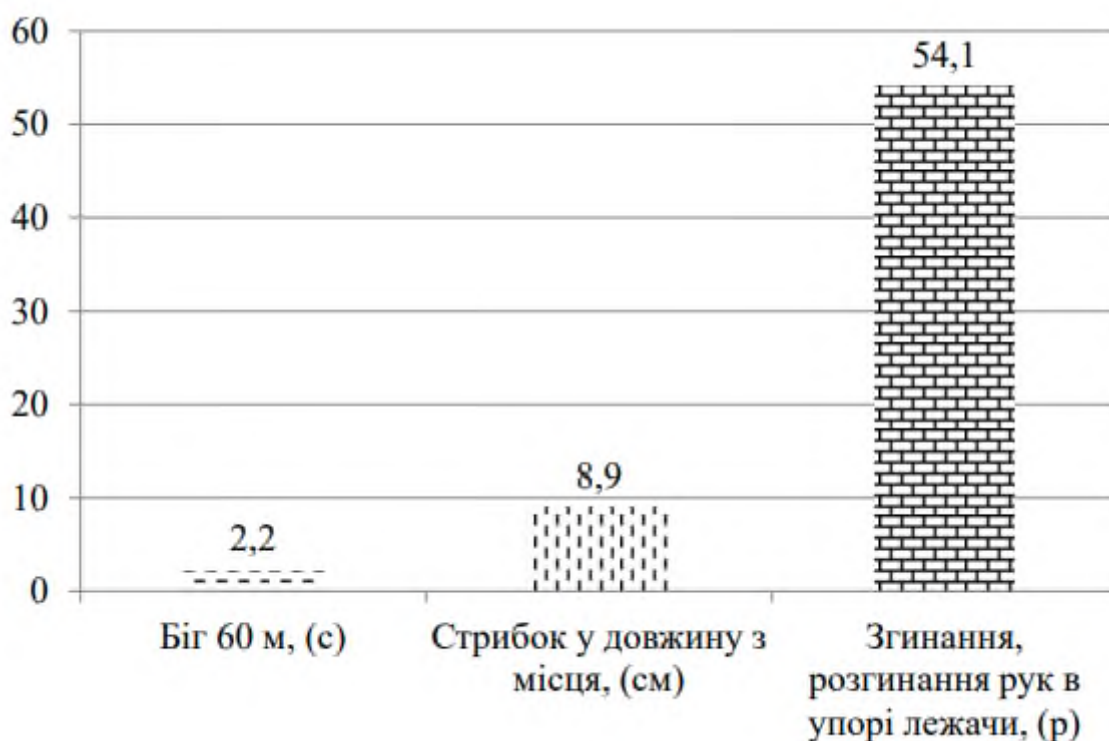 60
54,1
50
40
30
20
8,9
10
2,2
0
Біг 60 м, (с)
Стрибок у довжину з
місця, (см)
Згинання,
розгинання рук в
упорі лежачи, (р)